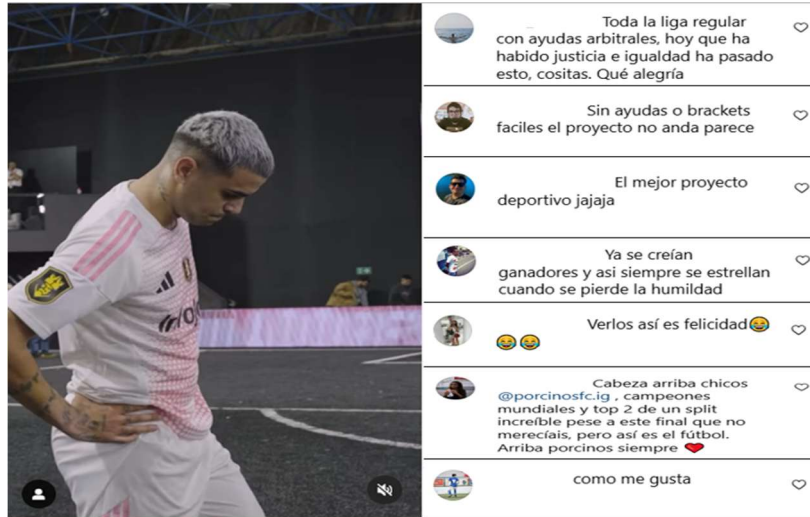 Toda la liga regular
con ayudas arbitrales, hoy que ha
habido justicia e igualdad ha pasado
esto, cositas. Qué alegría
Sin ayudas o brackets
faciles el proyecto no anda parece
El mejor proyecto
deportivo jajaja
Ya se creían
ganadores y asi siempre se estrellan
cuando se pierde la humildad
Verlos así es felicidad😂
😂😂
Cabeza arriba chicos
@porcinosfc.ig , campeones
mundiales y top 2 de un split
increíble pese a este final que no
merecíais, pero así es el fútbol.
Arriba porcinos siempre ❤️
como me gusta